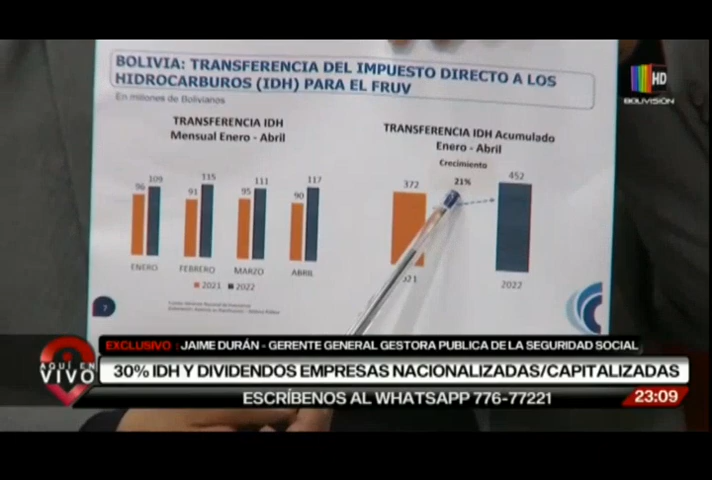 BOLIVIA: TRANSFERENCIA DEL IMPUESTO DIRECTO A LOS
HIDROCARBUROS (IDH) PARA EL FRUV
En millones de Bolivianos
HD
BOLIVISIÓN
TRANSFERENCIA IDH
Mensual Enero - Abril
96 109 91 115 95 111 90 117
ENERO FEBRERO MARZO ABRIL
2021 2022
TRANSFERENCIA IDH Acumulado
Enero - Abril
Crecimiento
372 21% 452
2022
7
AQUÍ EN
VIVO
EXCLUSIVO : JAIME DURÁN - GERENTE GENERAL GESTORA PUBLICA DE LA SEGURIDAD SOCIAL
30% IDH Y DIVIDENDOS EMPRESAS NACIONALIZADAS/CAPITALIZADAS
ESCRÍBENOS AL WHATSAPP 776-77221
23:09